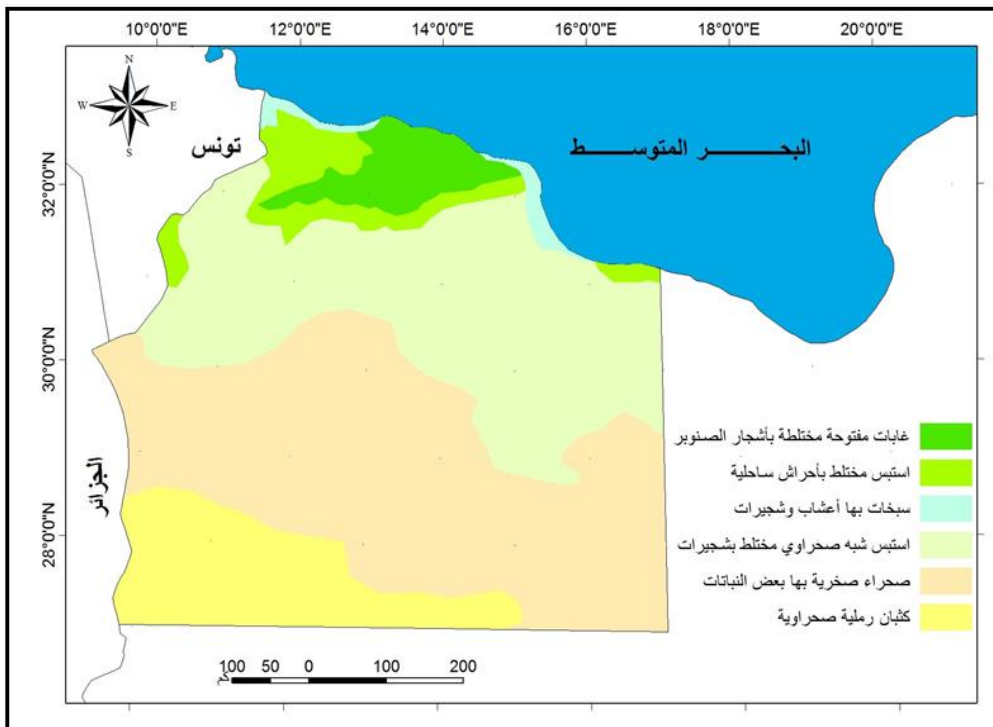 10°0'0"E 12°0'0"E 14°0'0"E 16°0'0"E 18°0'0"E 20°0'0"E
N
W E
S
تونس
البحـــــر المتوســـط
32°0'0"N
30°0'0"N
28°0'0"N
الجزائر
غابات مفتوحة مختلطة بأشجار الصنوبر
استبس مختلط بأحراش ساحلية
سبخات بها أعشاب وشجيرات
استبس شبه صحراوي مختلط بشجيرات
صحراء صخرية بها بعض النباتات
كثبان رملية صحراوية
100 50 0 100 200
كم